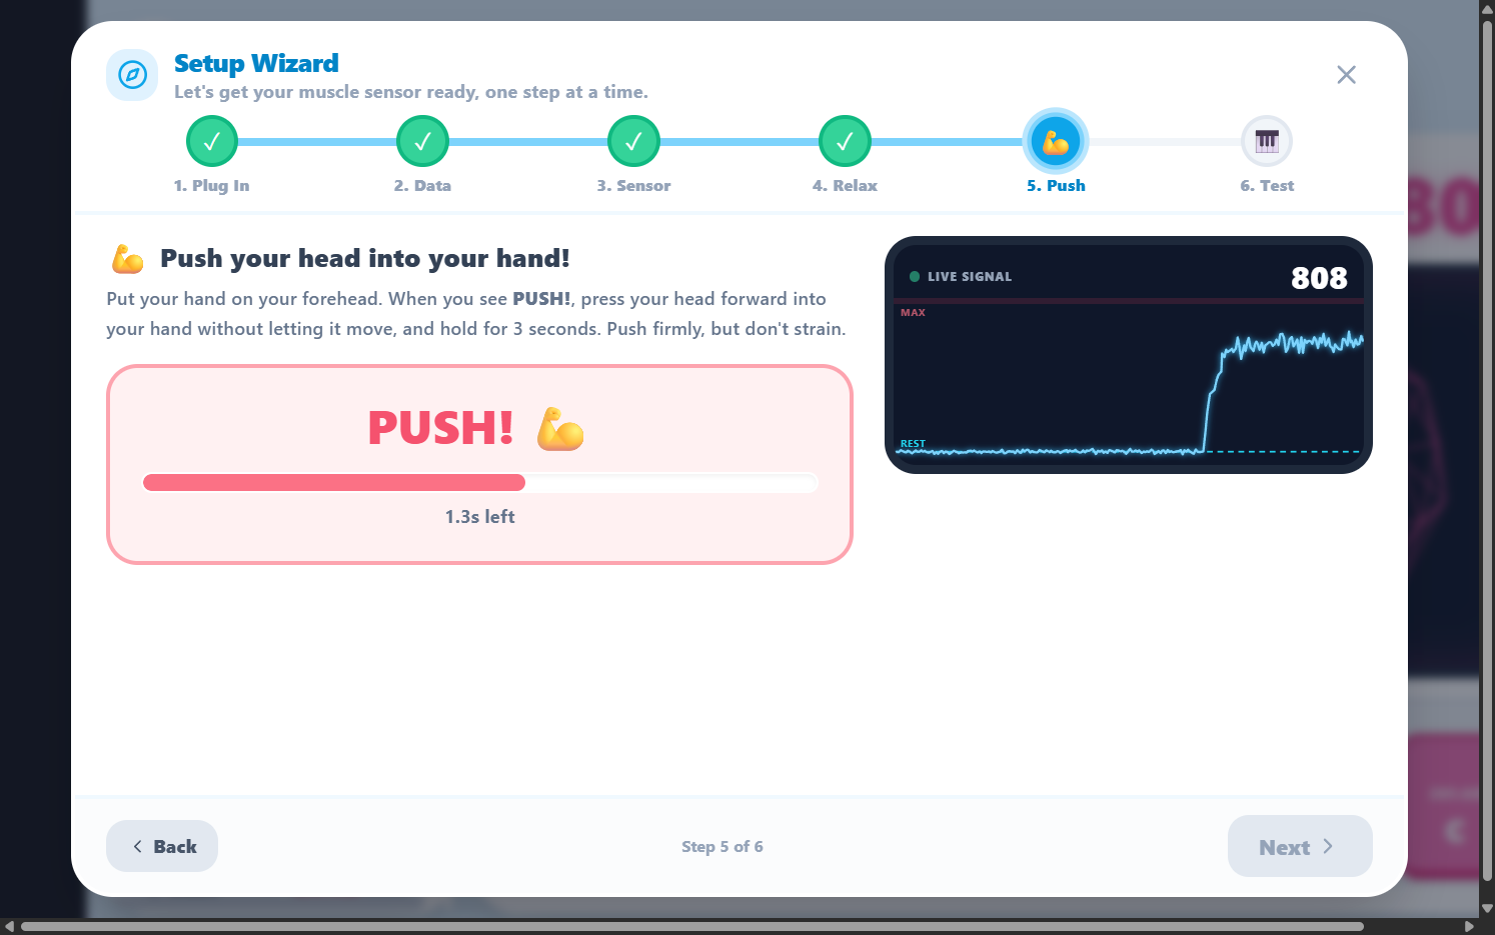 Setup Wizard
Let's get your muscle sensor ready, one step at a time.
1. Plug In
2. Data
3. Sensor
4. Relax
5. Push
6. Test
Push your head into your hand!
Put your hand on your forehead. When you see PUSH!, press your head forward into
your hand without letting it move, and hold for 3 seconds. Push firmly, but don't strain.
PUSH!
1.3s left
LIVE SIGNAL
808
MAX
REST
Back
Step 5 of 6
Next